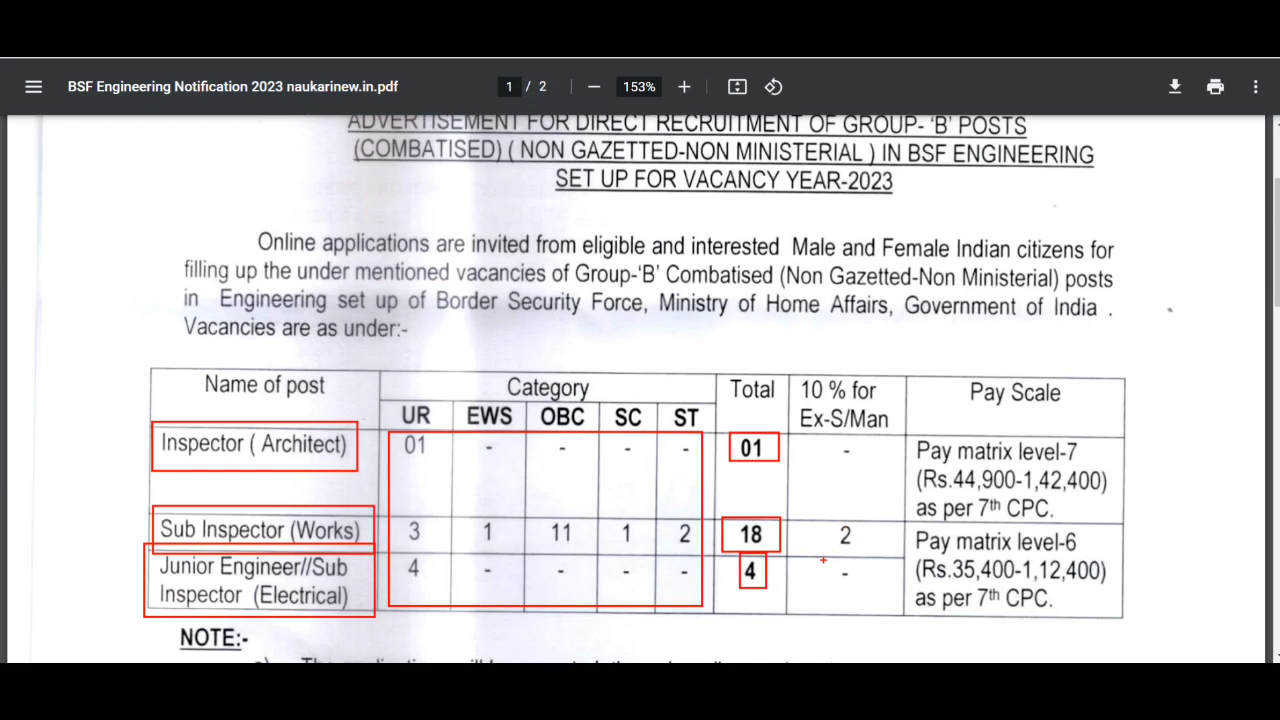 BSF Engineering Notification 2023 naukarinew.in.pdf 1 / 2 153%
ADVERTISEMENT FOR DIRECT RECRUITMENT OF GROUP- 'B' POSTS
(COMBATISED) ( NON GAZETTED-NON MINISTERIAL ) IN BSF ENGINEERING
SET UP FOR VACANCY YEAR-2023
Online applications are invited from eligible and interested Male and Female Indian citizens for
filling up the under mentioned vacancies of Group-'B' Combatised (Non Gazetted-Non Ministerial) posts
in Engineering set up of Border Security Force, Ministry of Home Affairs, Government of India .
Vacancies are as under:-
Name of post Category Total 10 % for Pay Scale
UR EWS OBC SC ST Ex-S/Man
Inspector ( Architect) 01 - - - - 01 - Pay matrix level-7
(Rs.44,900-1,42,400)
as per 7th CPC.
Sub Inspector (Works) 3 1 11 1 2 18 2 Pay matrix level-6
Junior Engineer//Sub 4 - - - - 4 - (Rs.35,400-1,12,400)
Inspector (Electrical) as per 7th CPC.
NOTE:-